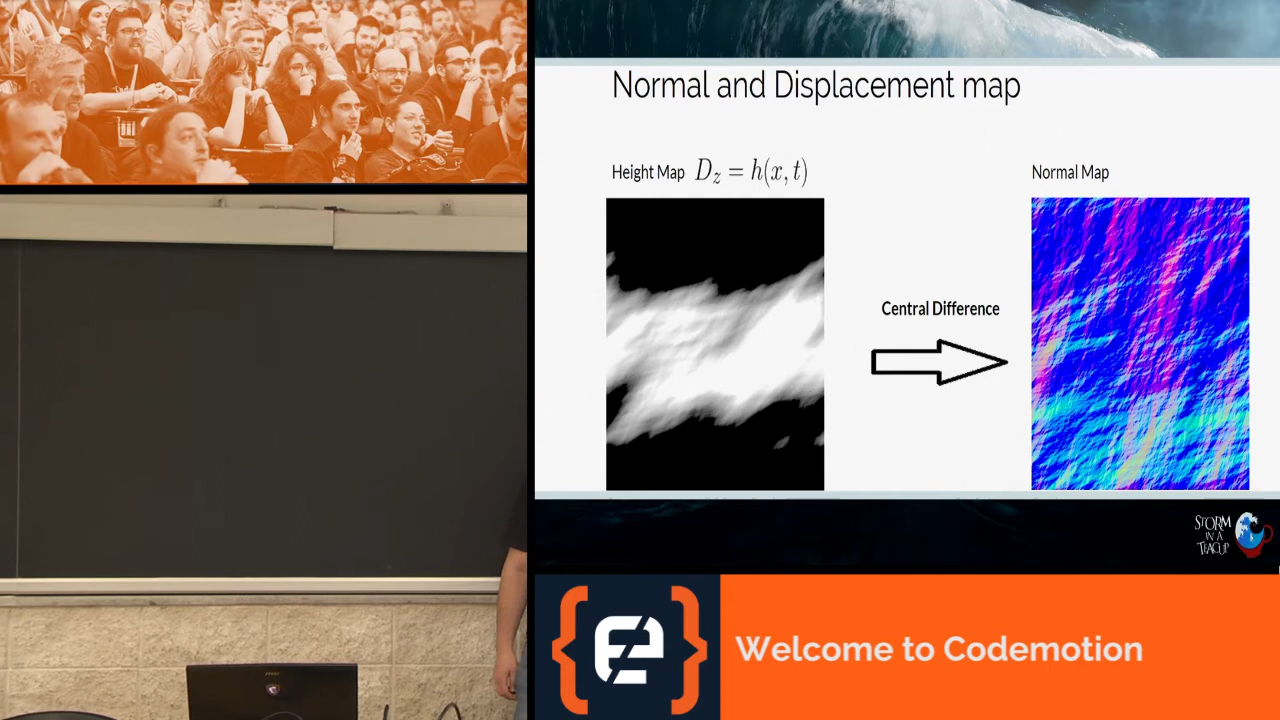 Normal and Displacement map
Height Map D_z = h(x, t)
Normal Map
Central Difference
STORM
IN A
TEACUP
Welcome to Codemotion